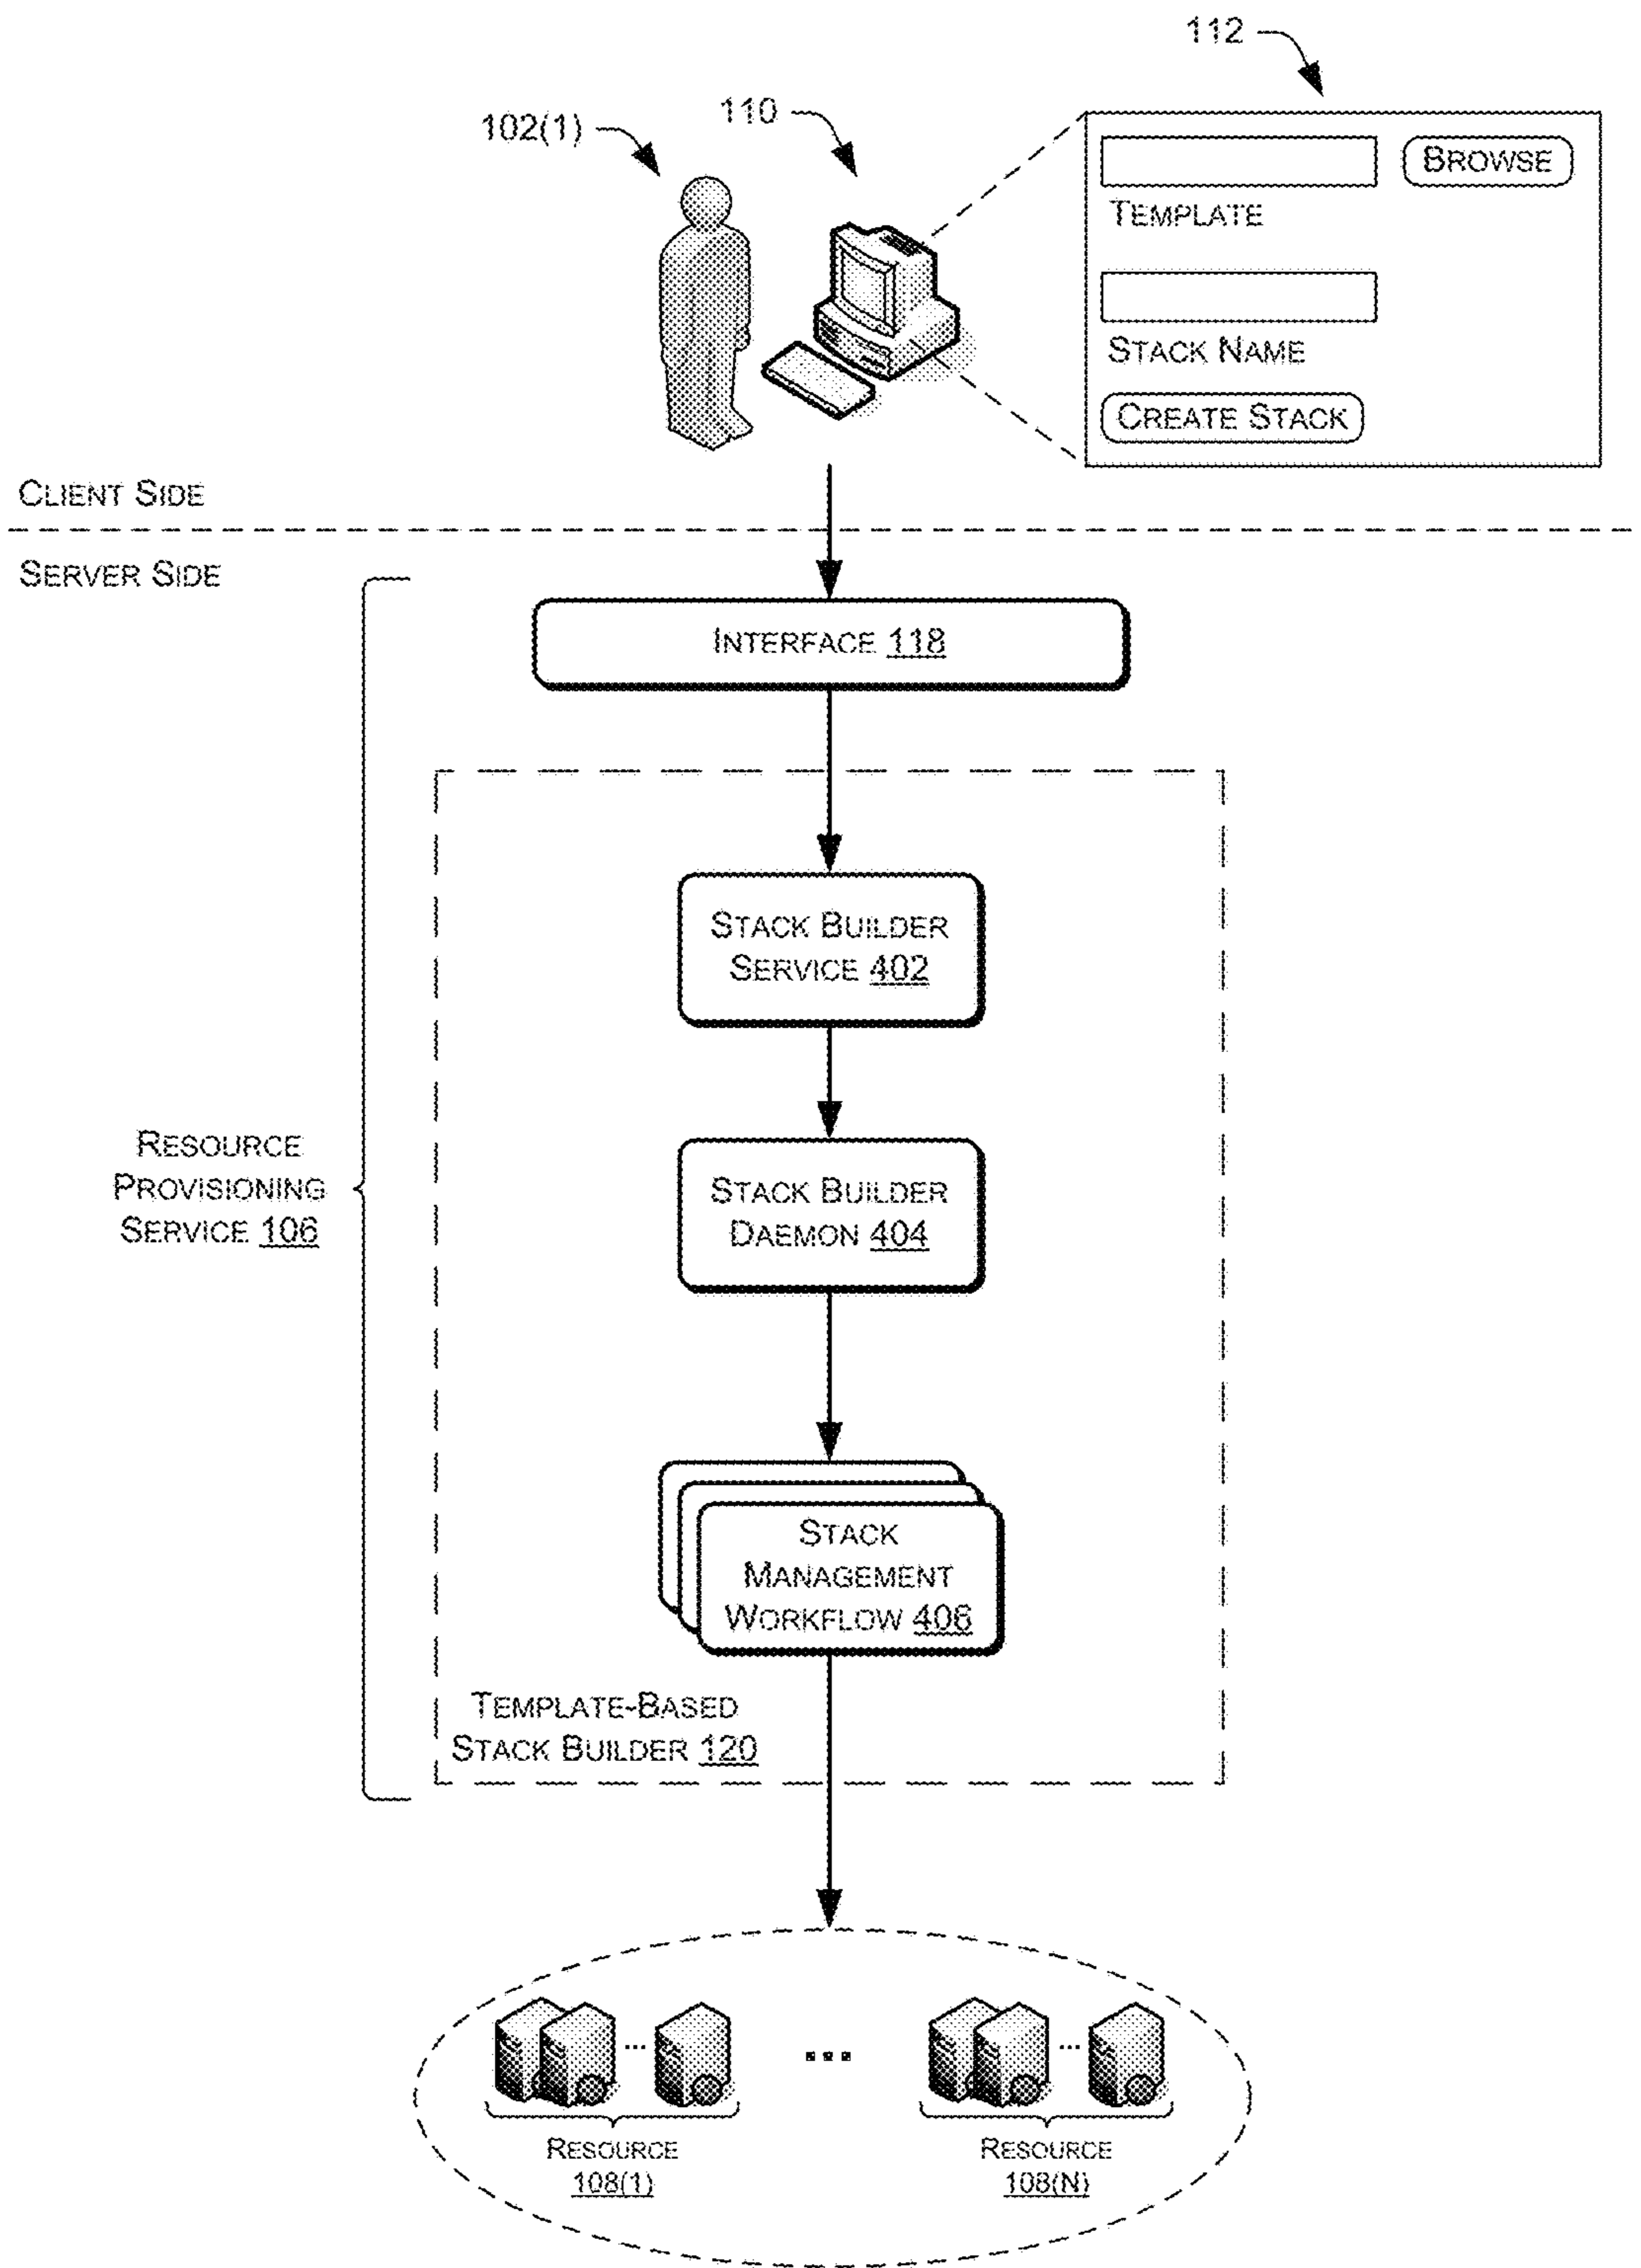 112
110
102(1)
BROWSE
TEMPLATE
STACK NAME
CREATE STACK
CLIENT SIDE
SERVER SIDE
INTERFACE 118
STACK BUILDER
SERVICE 402
RESOURCE
PROVISIONING
SERVICE 106
STACK BUILDER
DAEMON 404
STACK
MANAGEMENT
WORKFLOW 406
TEMPLATE-BASED
STACK BUILDER 120
... ... ...
RESOURCE
108(1)
RESOURCE
108(N)